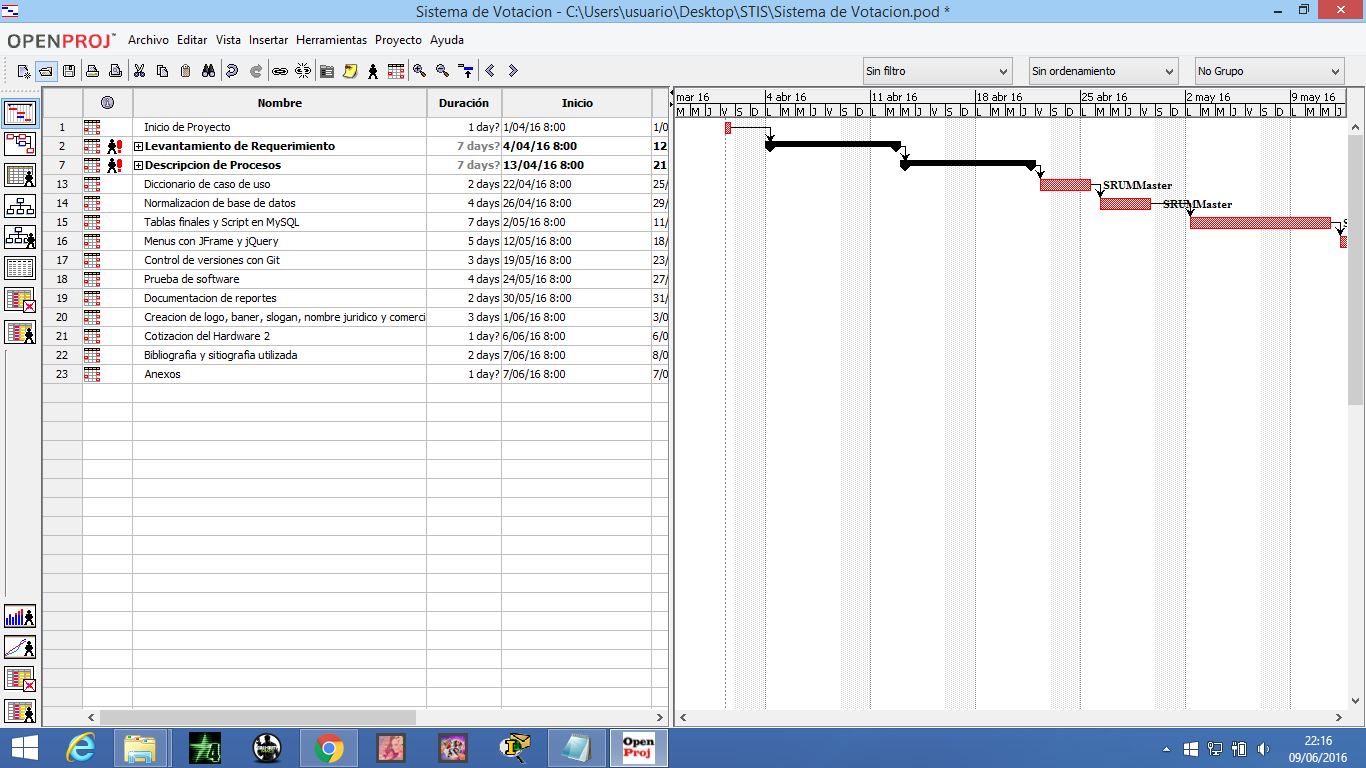 Sistema de Votacion - C:\Users\usuario\Desktop\STIS\Sistema de Votacion.pod *
OPENPROJ™ Archivo Editar Vista Insertar Herramientas Proyecto Ayuda
Sin filtro Sin ordenamiento No Grupo
Nombre Duración Inicio
mar 16 4 abr 16 11 abr 16 18 abr 16 25 abr 16 2 may 16 9 may 16
M M J V S D L M M J V S D L M M J V S D L M M J V S D L M M J V S D L M M J V S D L M M J
1 Inicio de Proyecto 1 day? 1/04/16 8:00 1/0
2 Levantamiento de Requerimiento 7 days? 4/04/16 8:00 12
7 Descripcion de Procesos 7 days? 13/04/16 8:00 21
13 Diccionario de caso de uso 2 days 22/04/16 8:00 25/ SRUMMaster
14 Normalizacion de base de datos 4 days 26/04/16 8:00 29/ SRUMMaster
15 Tablas finales y Script en MySQL 7 days 2/05/16 8:00 11/ S
16 Menus con JFrame y jQuery 5 days 12/05/16 8:00 18/
17 Control de versiones con Git 3 days 19/05/16 8:00 23/
18 Prueba de software 4 days 24/05/16 8:00 27/
19 Documentacion de reportes 2 days 30/05/16 8:00 31/
20 Creacion de logo, baner, slogan, nombre juridico y comerci 3 days 1/06/16 8:00 3/0
21 Cotizacion del Hardware 2 1 day? 6/06/16 8:00 6/0
22 Bibliografia y sitiografia utilizada 2 days 7/06/16 8:00 8/0
23 Anexos 1 day? 7/06/16 8:00 7/0
Open
Proj
22:16
09/06/2016